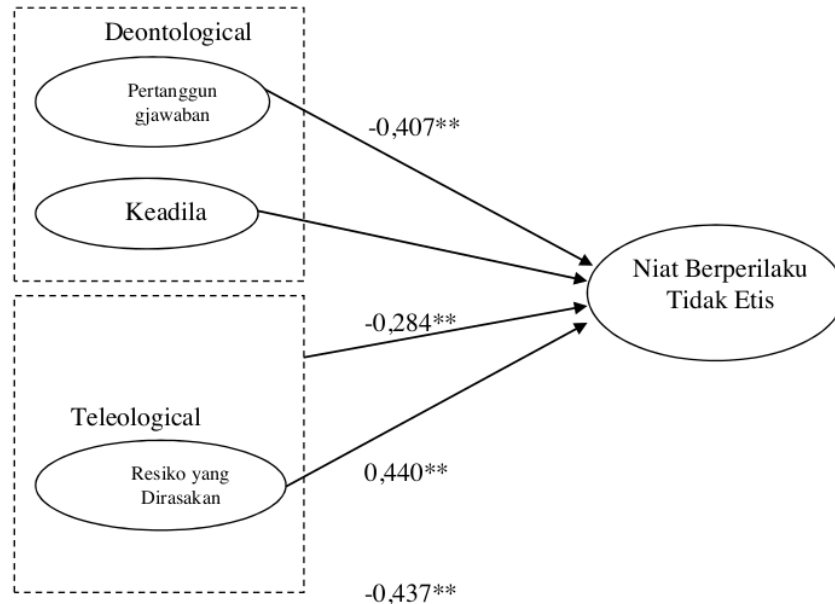 Deontological
Pertanggun
gjawaban
-0,407**
Keadila
Niat Berperilaku
Tidak Etis
-0,284**
Teleological
Resiko yang
Dirasakan
0,440**
-0,437**